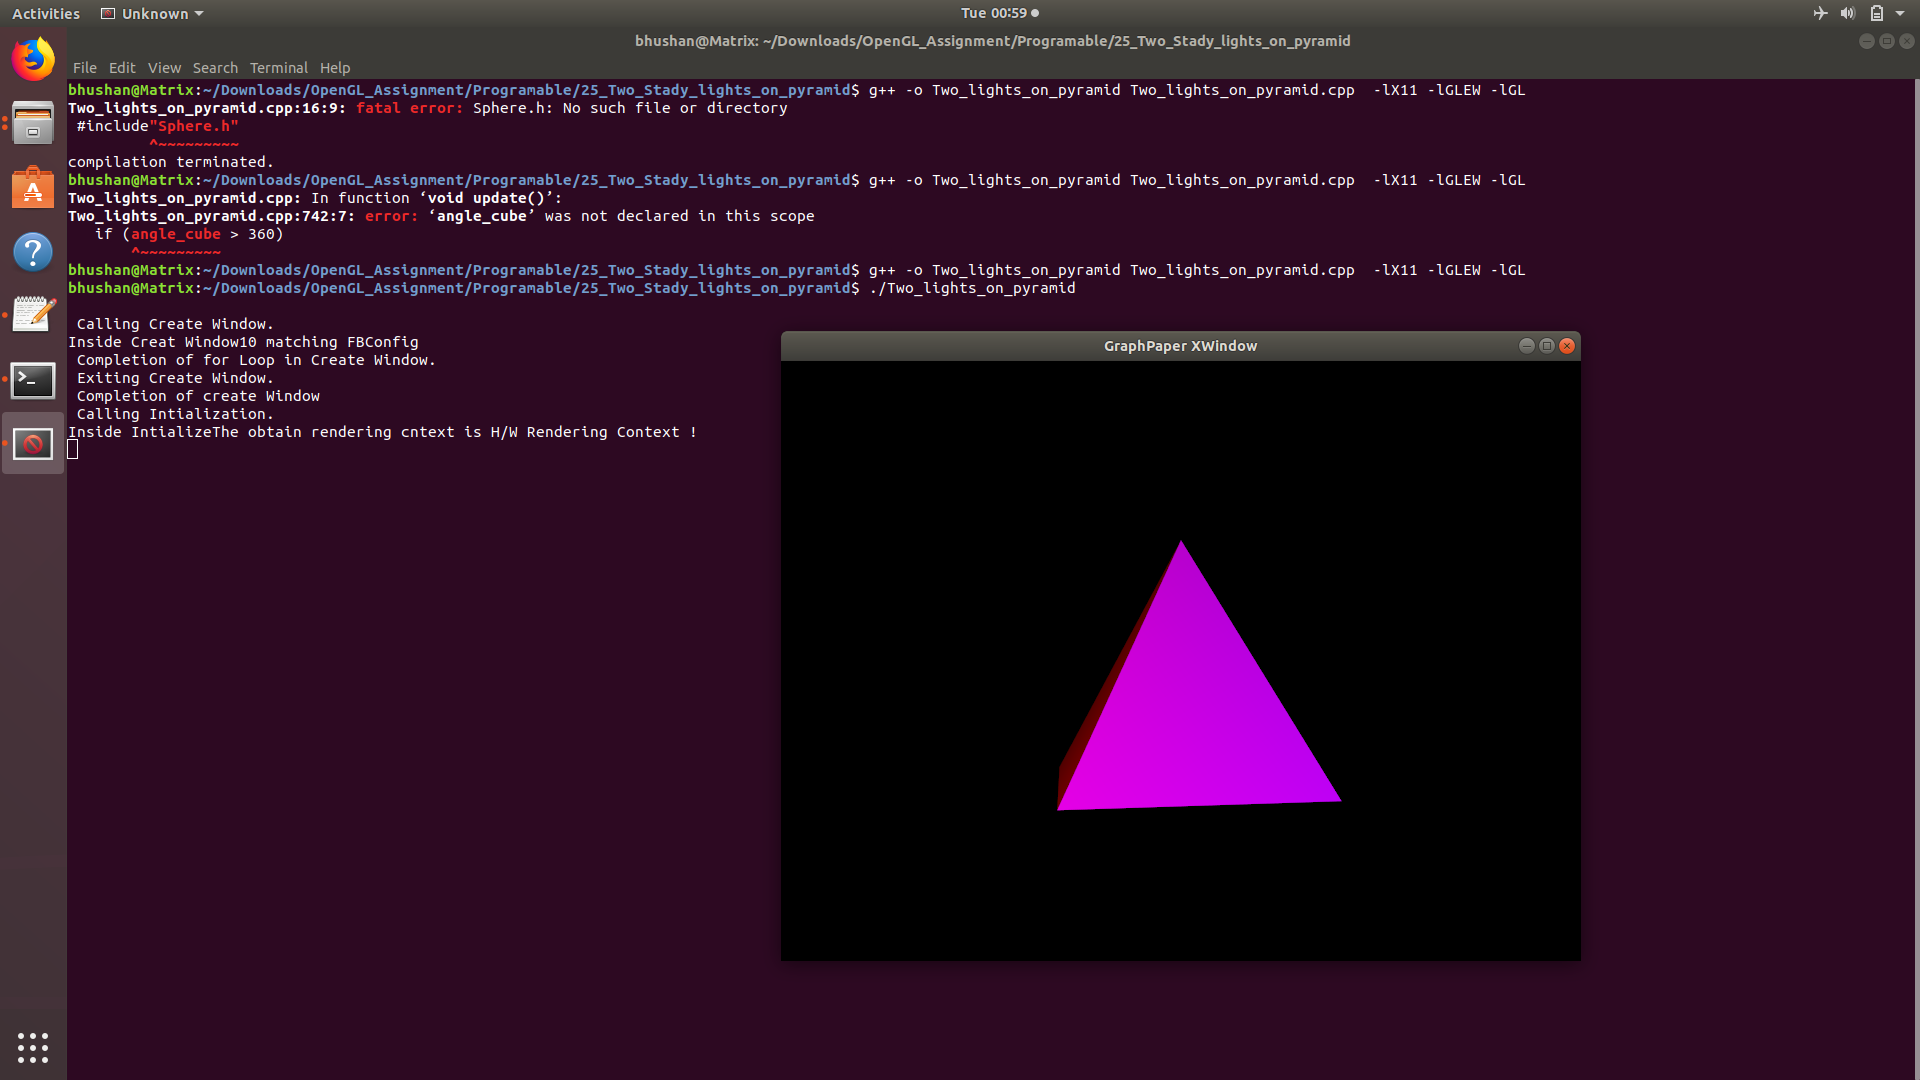 Activities Unknown Tue 00:59
bhushan@Matrix: ~/Downloads/OpenGL_Assignment/Programable/25_Two_Stady_lights_on_pyramid
File Edit View Search Terminal Help
bhushan@Matrix:~/Downloads/OpenGL_Assignment/Programable/25_Two_Stady_lights_on_pyramid$ g++ -o Two_lights_on_pyramid Two_lights_on_pyramid.cpp  -lX11 -lGLEW -lGL
Two_lights_on_pyramid.cpp:16:9: fatal error: Sphere.h: No such file or directory
 #include"Sphere.h"
         ^~~~~~~~~~
compilation terminated.
bhushan@Matrix:~/Downloads/OpenGL_Assignment/Programable/25_Two_Stady_lights_on_pyramid$ g++ -o Two_lights_on_pyramid Two_lights_on_pyramid.cpp  -lX11 -lGLEW -lGL
Two_lights_on_pyramid.cpp: In function ‘void update()’:
Two_lights_on_pyramid.cpp:742:7: error: ‘angle_cube’ was not declared in this scope
   if (angle_cube > 360)
       ^~~~~~~~~~
bhushan@Matrix:~/Downloads/OpenGL_Assignment/Programable/25_Two_Stady_lights_on_pyramid$ g++ -o Two_lights_on_pyramid Two_lights_on_pyramid.cpp  -lX11 -lGLEW -lGL
bhushan@Matrix:~/Downloads/OpenGL_Assignment/Programable/25_Two_Stady_lights_on_pyramid$ ./Two_lights_on_pyramid
 Calling Create Window.
Inside Creat Window10 matching FBConfig
 Completion of for Loop in Create Window.
 Exiting Create Window.
 Completion of create Window
 Calling Intialization.
Inside IntializeThe obtain rendering cntext is H/W Rendering Context !
GraphPaper XWindow